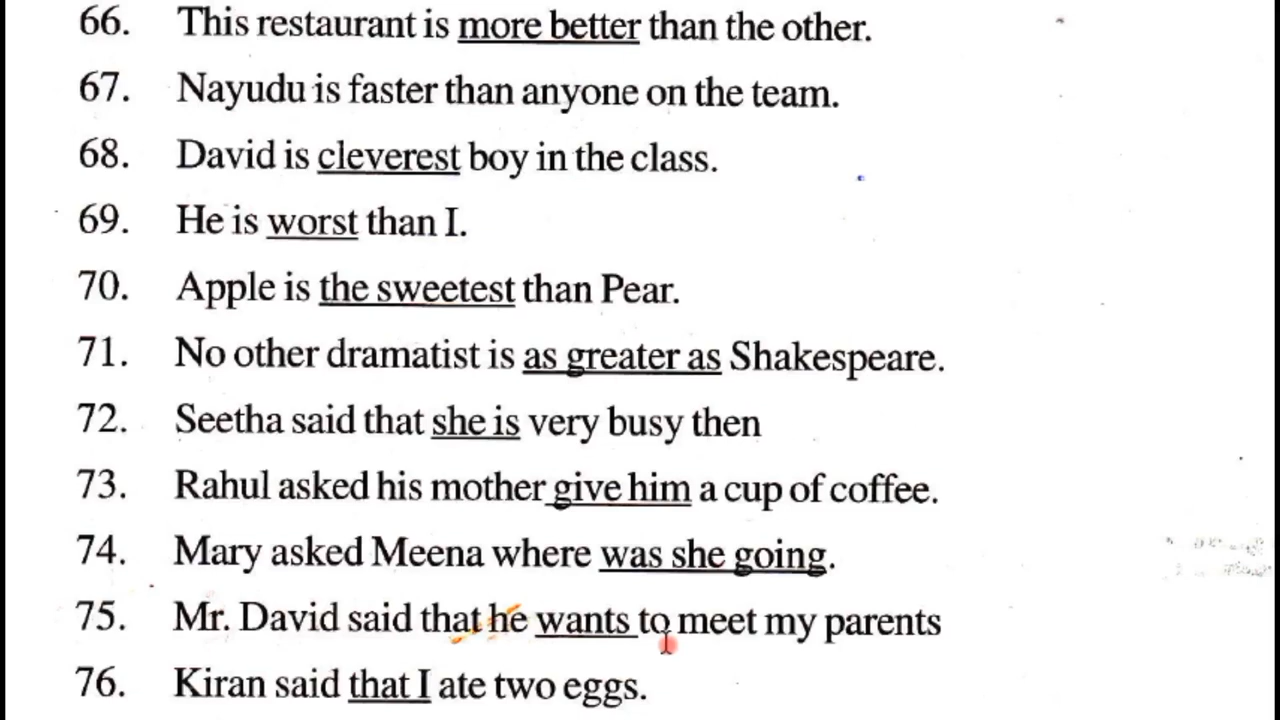 66. This restaurant is more better than the other.
67. Nayudu is faster than anyone on the team.
68. David is cleverest boy in the class.
69. He is worst than I.
70. Apple is the sweetest than Pear.
71. No other dramatist is as greater as Shakespeare.
72. Seetha said that she is very busy then
73. Rahul asked his mother give him a cup of coffee.
74. Mary asked Meena where was she going.
75. Mr. David said that he wants to meet my parents
76. Kiran said that I ate two eggs.